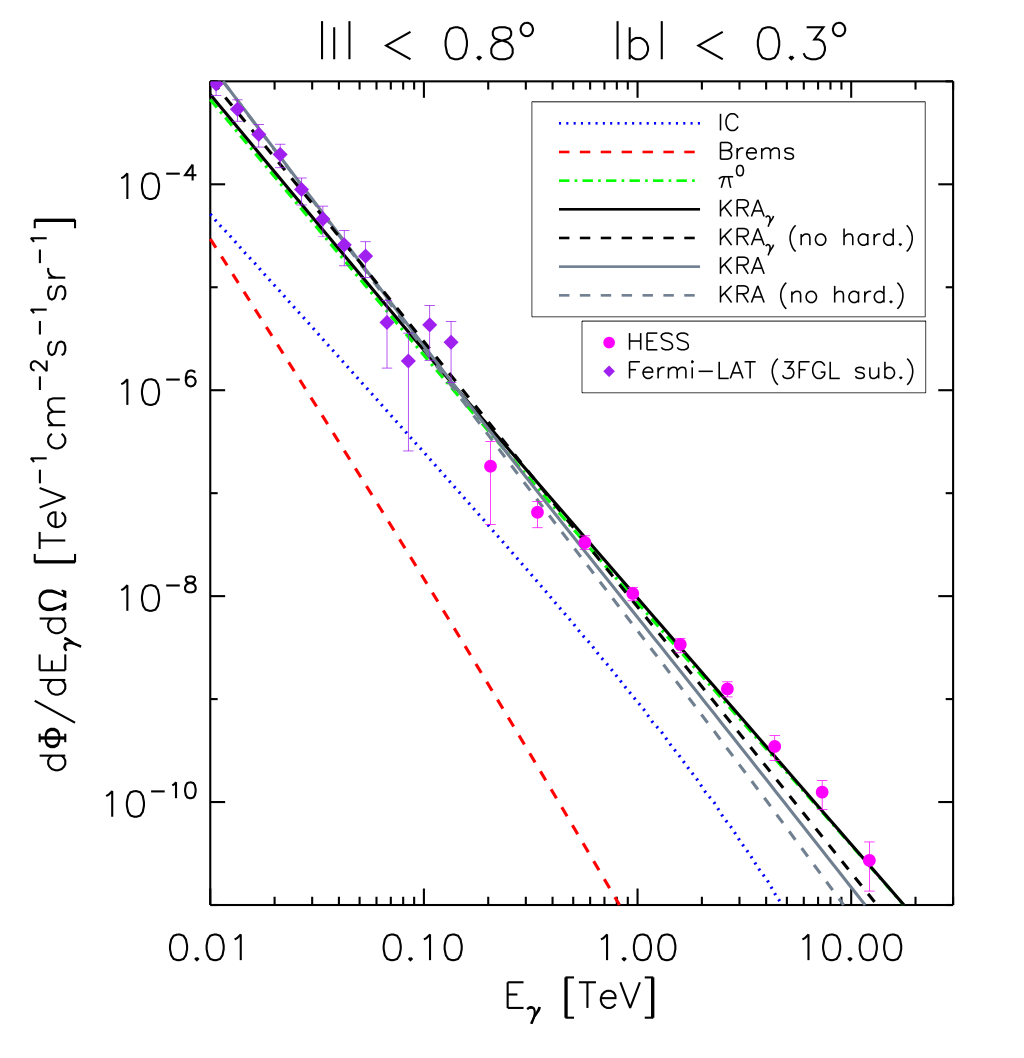 |l| < 0.8° |b| < 0.3°
IC
Brems
π⁰
KRAγ
KRAγ (no hard.)
KRA
KRA (no hard.)
HESS
Fermi−LAT (3FGL sub.)
10⁻⁴
10⁻⁶
10⁻⁸
10⁻¹⁰
dΦ/dEγdΩ [TeV⁻¹cm⁻²s⁻¹sr⁻¹]
0.01 0.10 1.00 10.00
Eγ [TeV]